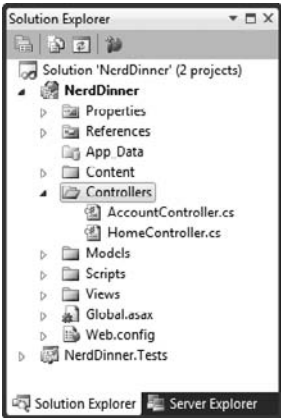 Solution Explorer
Solution 'NerdDinner' (2 projects)
NerdDinner
Properties
References
App_Data
Content
Controllers
AccountController.cs
HomeController.cs
Models
Scripts
Views
Global.asax
Web.config
NerdDinner.Tests
Solution Explorer Server Explorer